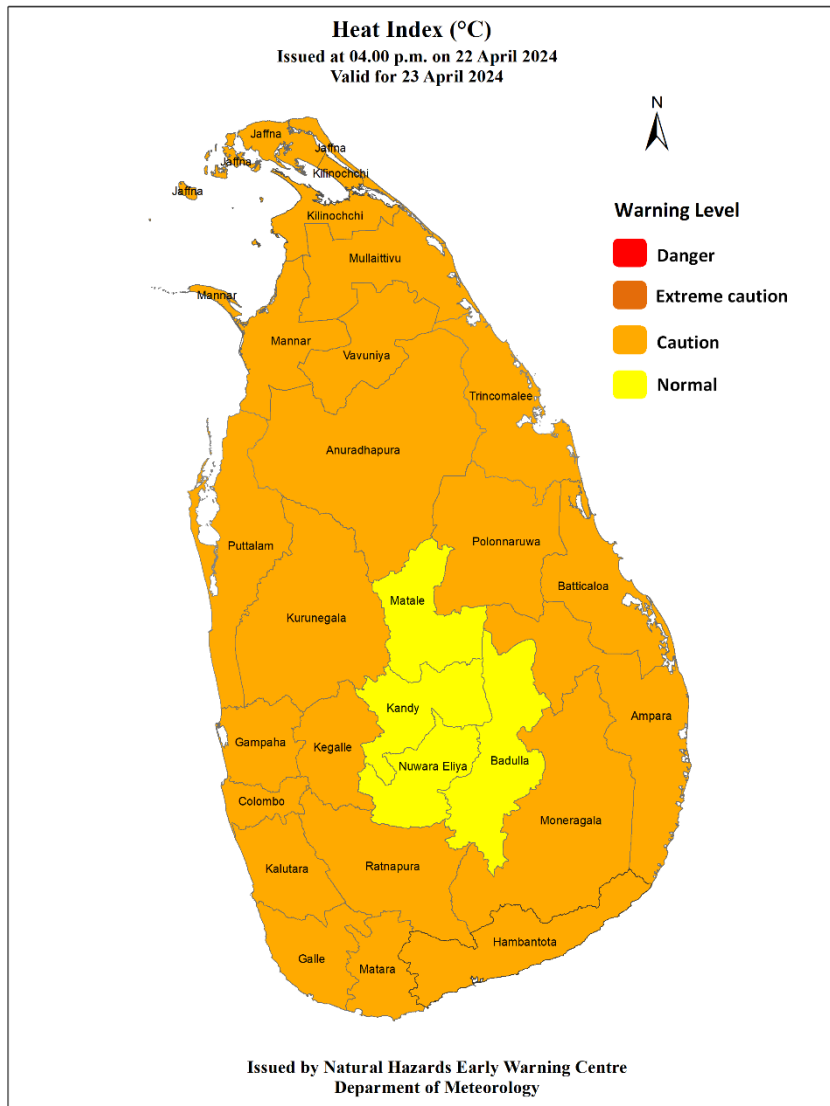 Heat Index (°C)
Issued at 04.00 p.m. on 22 April 2024
Valid for 23 April 2024
N
Jaffna
Jaffna
Jaffna
Kilinochchi
Jaffna
Kilinochchi
Mullaittivu
Mannar
Mannar
Vavuniya
Trincomalee
Anuradhapura
Polonnaruwa
Puttalam
Batticaloa
Matale
Kurunegala
Kandy
Ampara
Gampaha
Kegalle
Nuwara Eliya
Badulla
Colombo
Moneragala
Kalutara
Ratnapura
Hambantota
Galle
Matara
Warning Level
Danger
Extreme caution
Caution
Normal
Issued by Natural Hazards Early Warning Centre
Deparment of Meteorology